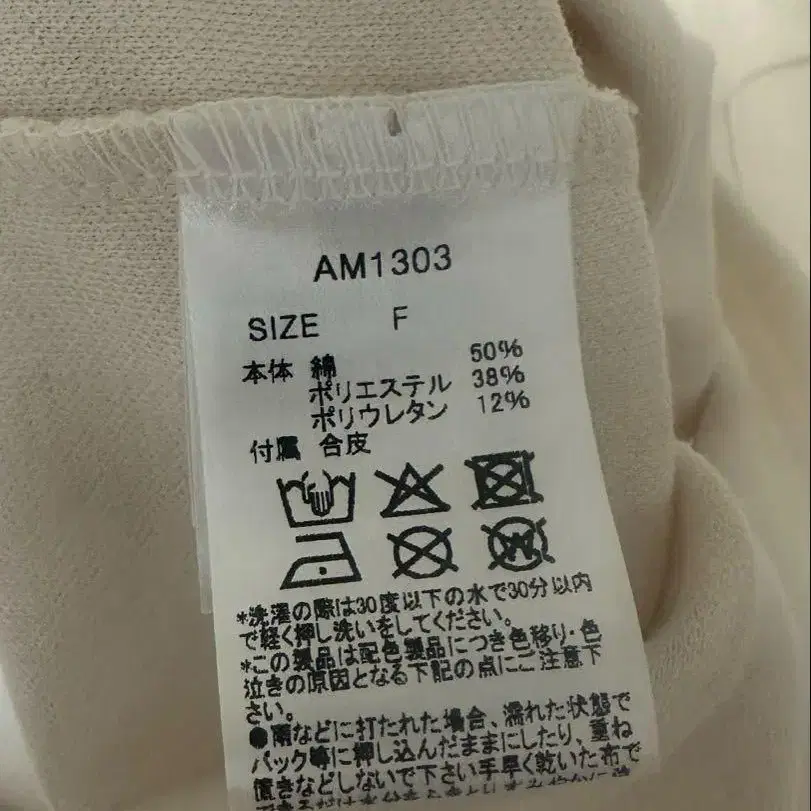 AM1303
SIZE F
本体 綿 50%
ポリエステル 38%
ポリウレタン 12%
付属 合皮
*洗濯の際は30度以下の水で30分以内
で軽く押し洗いをしてください。
*この製品は配色製品につき色移り・色
泣きの原因となる下記の点にご注意下
さい。
●雨などに打たれた場合、濡れた状態で
パック等に押し込んだままにしたり、重ね
置きなどしないで下さい手早く乾いた布で